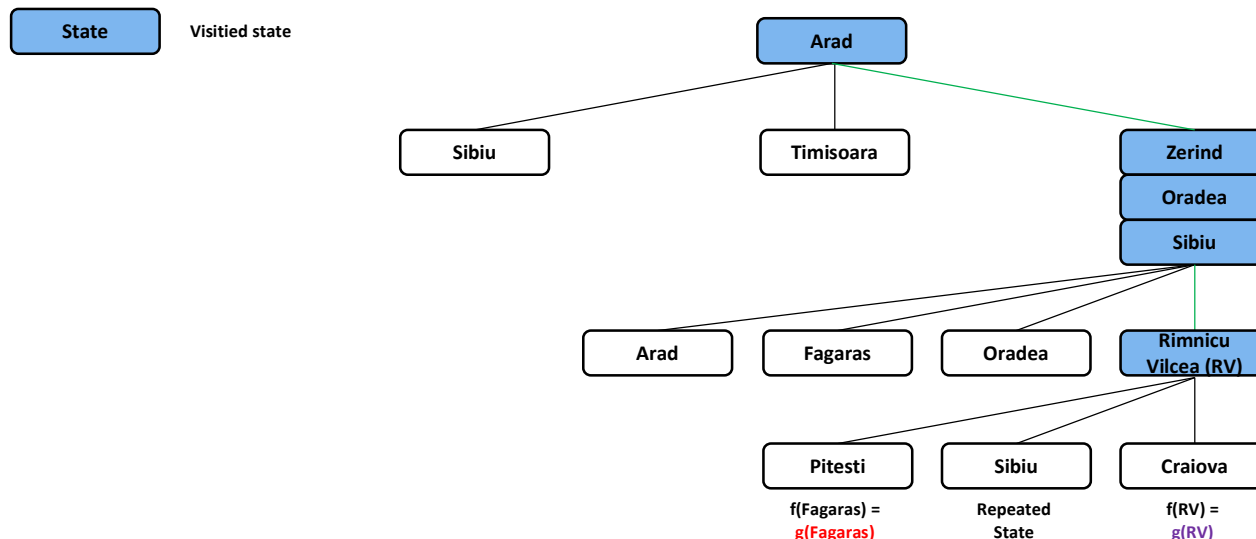 State
Visitied state
Arad
Sibiu
Timisoara
Zerind
Oradea
Sibiu
Arad
Fagaras
Oradea
Rimnicu
Vilcea (RV)
Pitesti
Sibiu
Craiova
f(Fagaras) =
g(Fagaras)
Repeated
State
f(RV) =
g(RV)